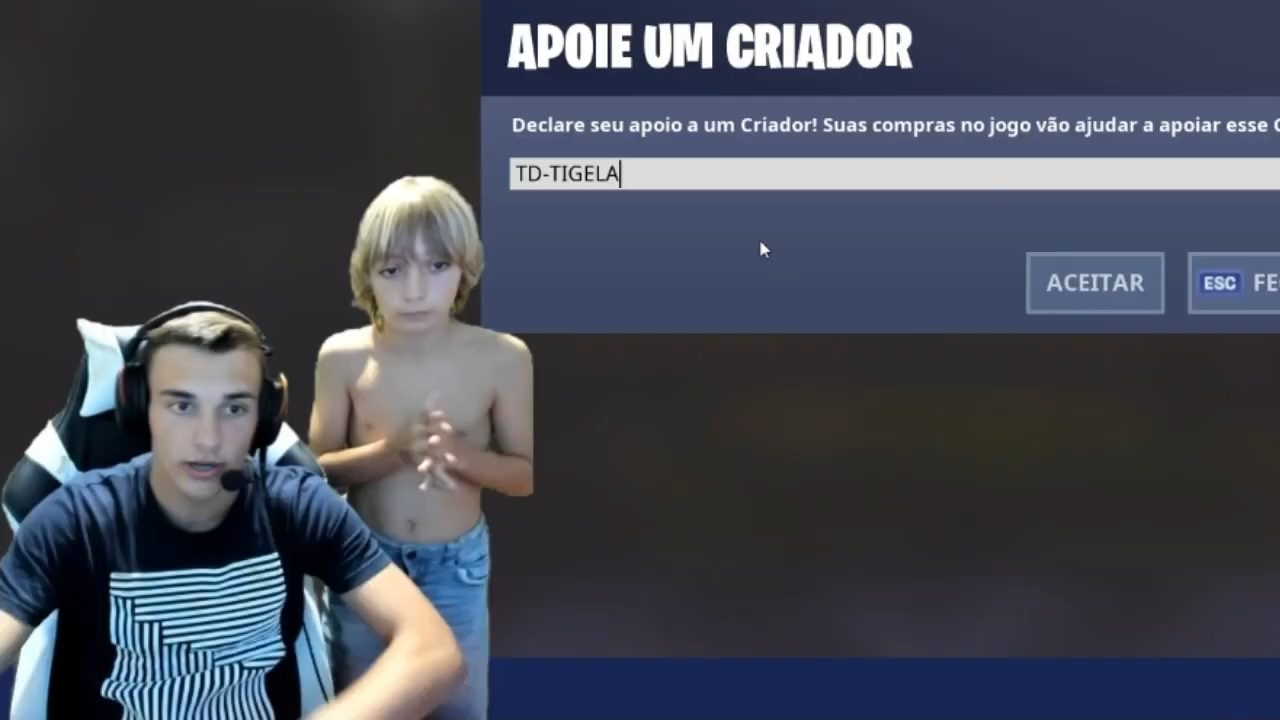 APOIE UM CRIADOR
Declare seu apoio a um Criador! Suas compras no jogo vão ajudar a apoiar esse
TD-TIGELA
ACEITAR
ESC